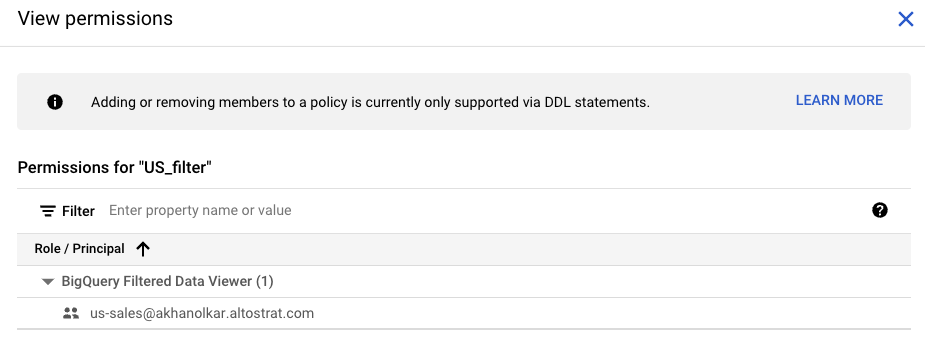 View permissions
Adding or removing members to a policy is currently only supported via DDL statements. LEARN MORE
Permissions for "US_filter"
Filter Enter property name or value
Role / Principal
BigQuery Filtered Data Viewer (1)
us-sales@akhanolkar.altostrat.com